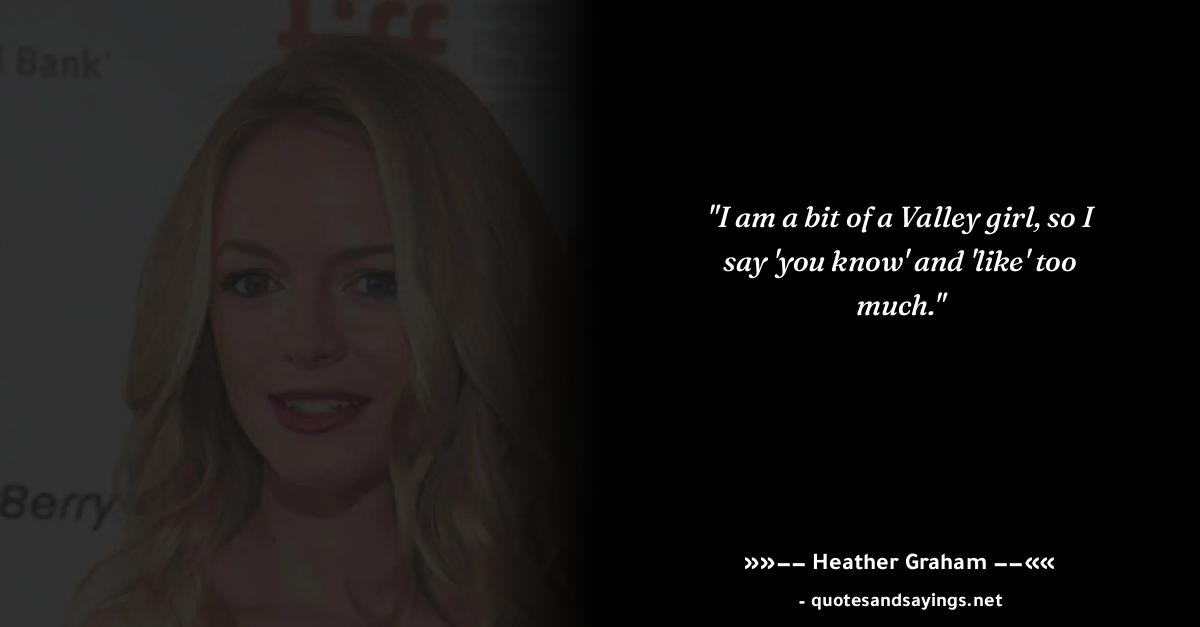 tiff
l Bank
Berry
"I am a bit of a Valley girl, so I
say 'you know' and 'like' too
much."
»»−− Heather Graham −−««
- quotesandsayings.net